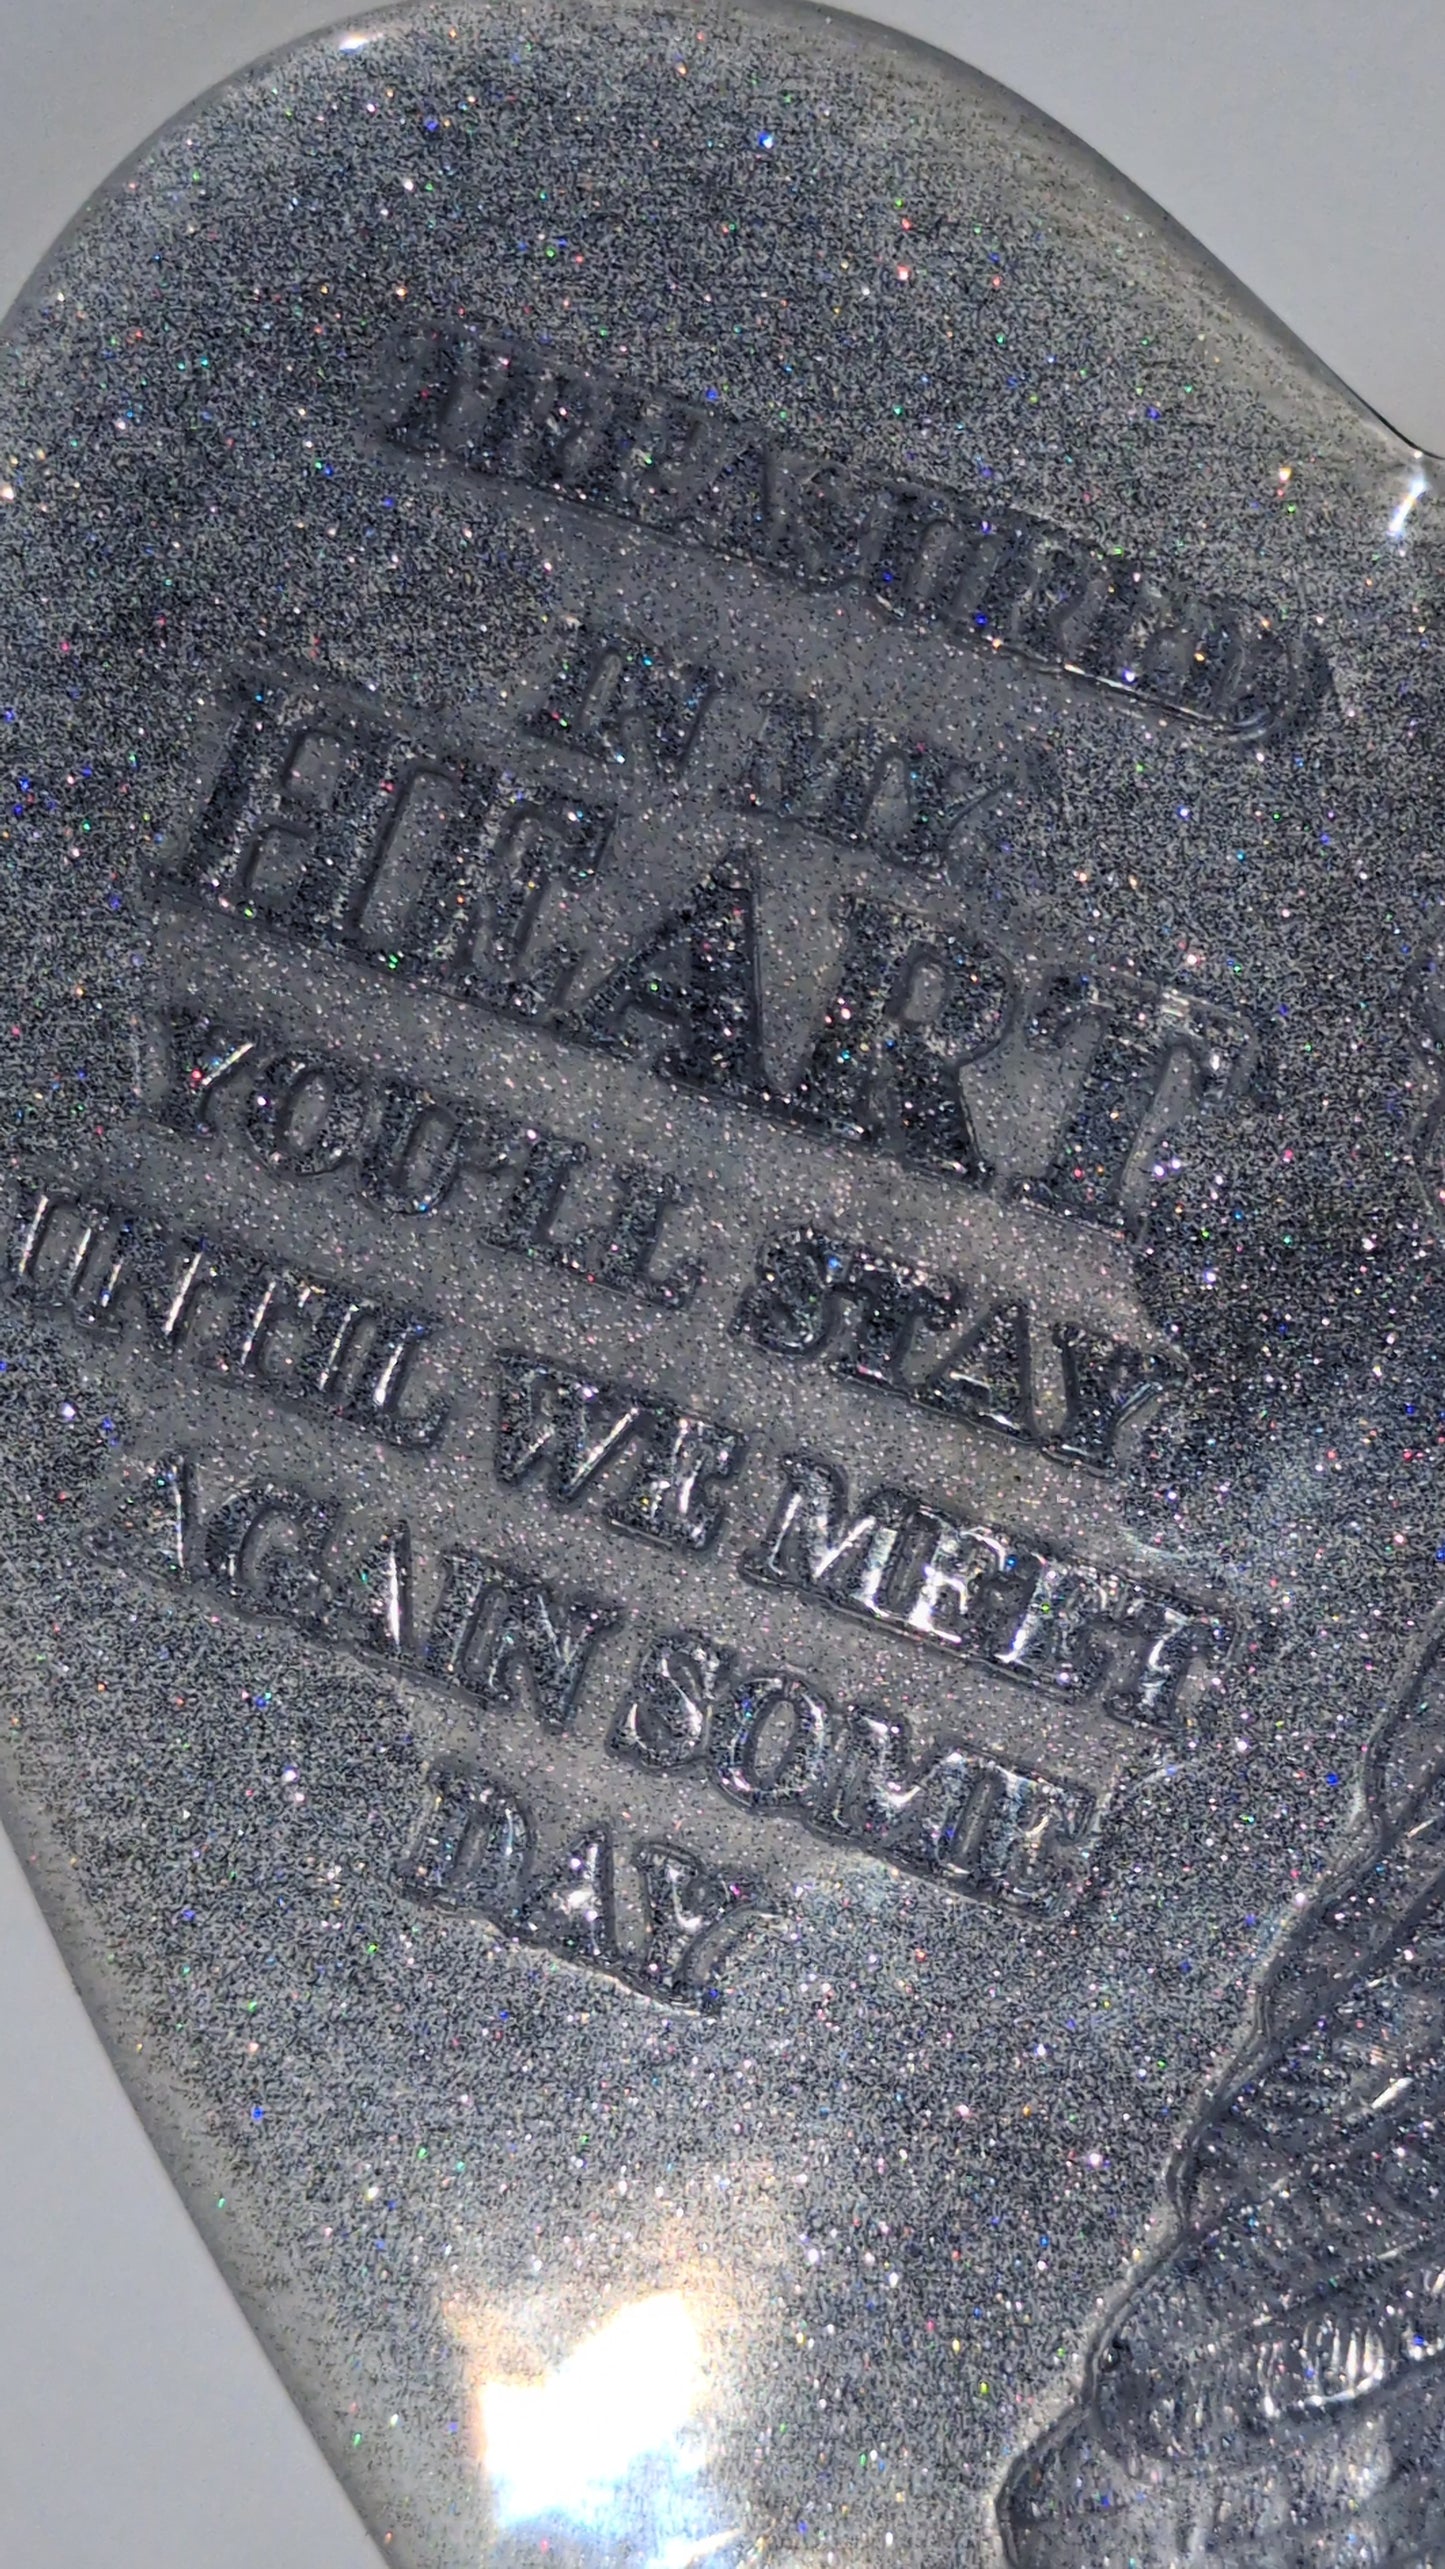 TREASURED
IN MY
HEART
YOU'LL STAY
UNTIL WE MEET
AGAIN SOME
DAY